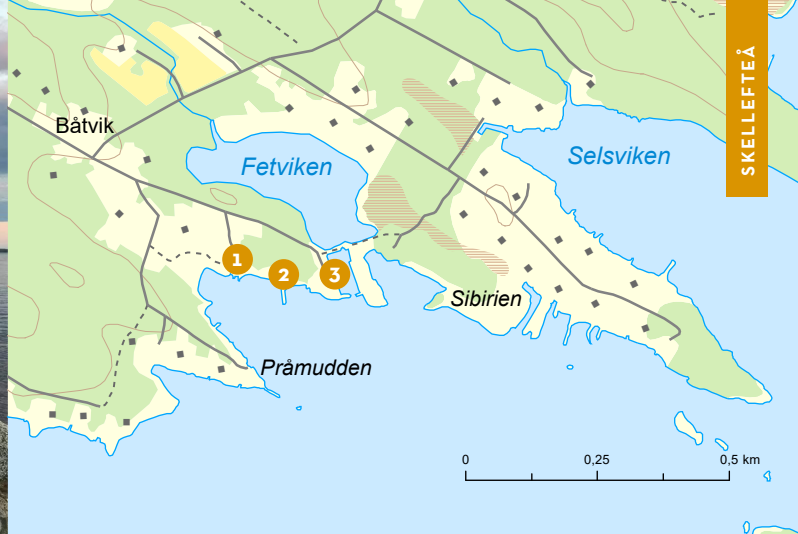 SKELLEFTEÅ
Båtvik
Fetviken
Selsviken
1
2
3
Sibirien
Pråmudden
0
0,25
0,5 km